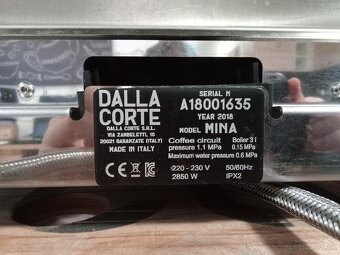 DALLA
CORTE
DALLA CORTE S.R.L.
VIA ZAMBELETTI, 10
20021 BARANZATE (ITALY)
MADE IN ITALY
SERIAL N
A18001635
YEAR 2018
MODEL MINA
Coffee circuit Boiler 3 l
pressure 1.1 MPa 0.15 MPa
Maximum water pressure 0.6 MPa
~220 - 230 V 50/60Hz
2850 W IPX2